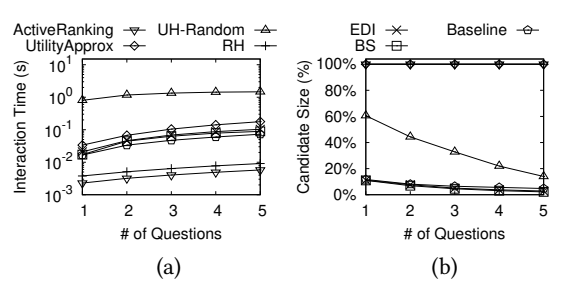 ActiveRanking UH-Random EDI Baseline
UtilityApprox RH BS
Interaction Time (s)
10^1
10^0
10^-1
10^-2
10^-3
1 2 3 4 5
# of Questions
(a)
Candidate Size (%)
100%
80%
60%
40%
20%
0%
1 2 3 4 5
# of Questions
(b)